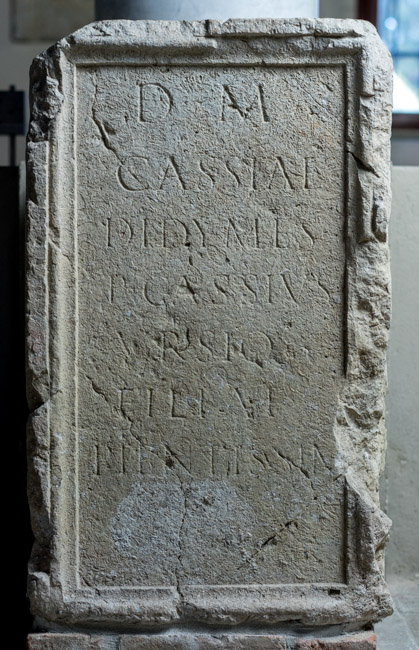 D M
CASSIAE
DIDYMES
P CASSIVS
VRSIO
FILIAE
PIENTISSIM